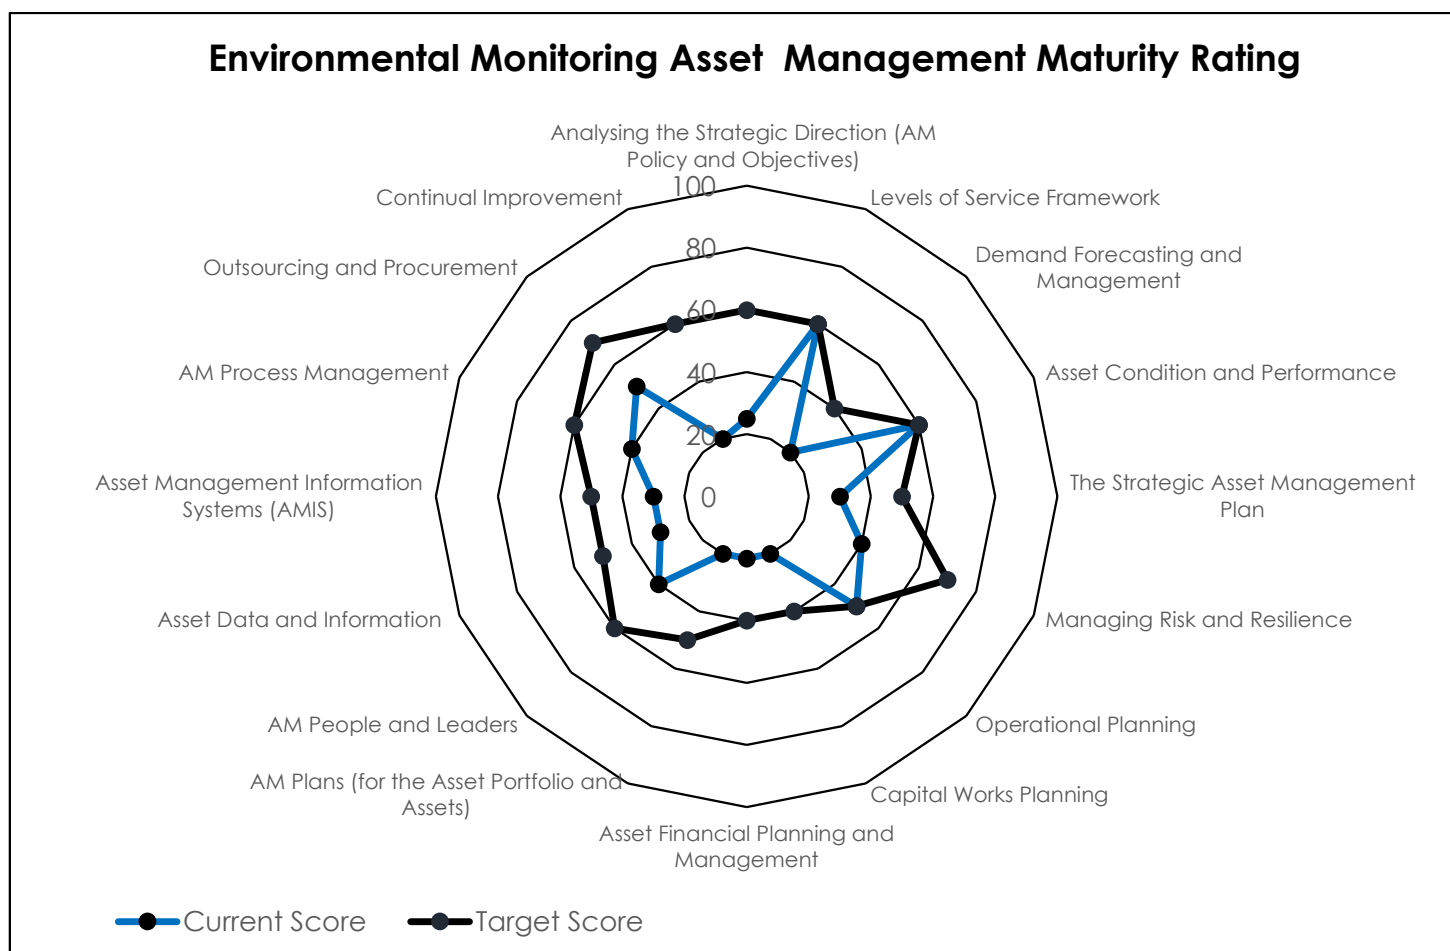 Environmental Monitoring Asset  Management Maturity Rating
Analysing the Strategic Direction (AM
Policy and Objectives)
Levels of Service Framework
Demand Forecasting and
Management
Asset Condition and Performance
The Strategic Asset Management
Plan
Managing Risk and Resilience
Operational Planning
Capital Works Planning
Asset Financial Planning and
Management
AM Plans (for the Asset Portfolio and
Assets)
AM People and Leaders
Asset Data and Information
Asset Management Information
Systems (AMIS)
AM Process Management
Outsourcing and Procurement
Continual Improvement
100
80
60
40
20
0
Current Score
Target Score